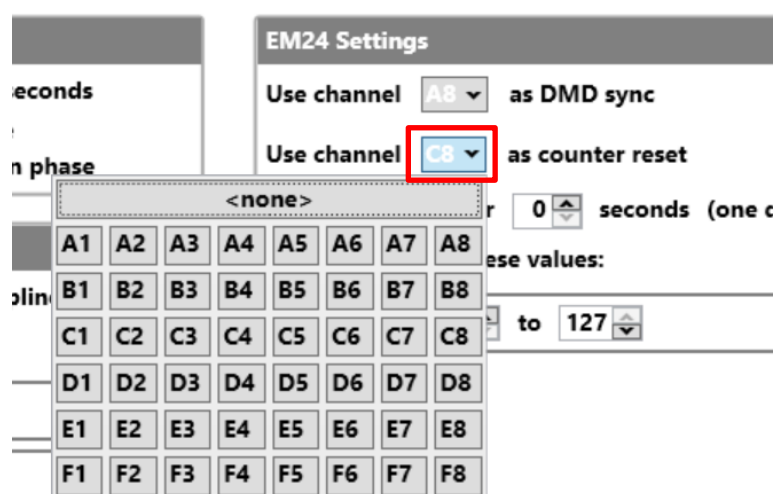 EM24 Settings
econds
Use channel A8 as DMD sync
n phase
Use channel C8 as counter reset
<none>
r 0 seconds (one
A1 A2 A3 A4 A5 A6 A7 A8
ese values:
B1 B2 B3 B4 B5 B6 B7 B8
plin
C1 C2 C3 C4 C5 C6 C7 C8
to 127
D1 D2 D3 D4 D5 D6 D7 D8
E1 E2 E3 E4 E5 E6 E7 E8
F1 F2 F3 F4 F5 F6 F7 F8